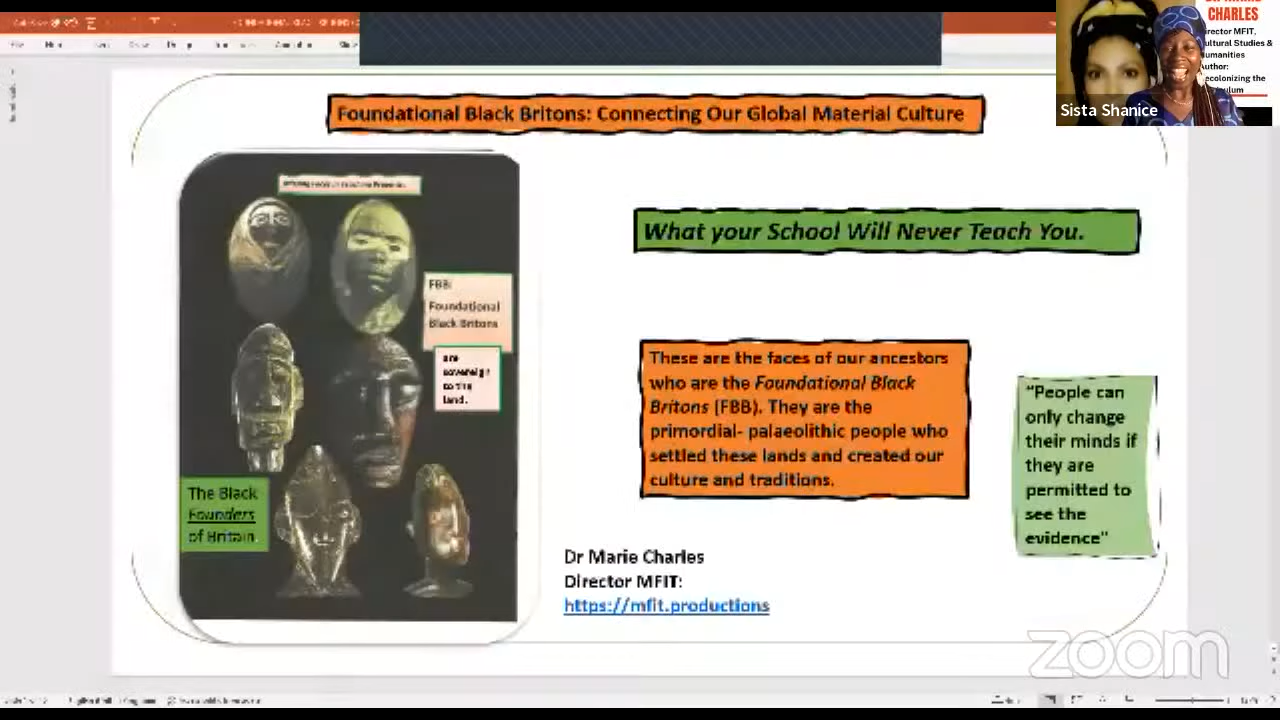 CHARLES
Director MFIT,
Cultural Studies &
Humanities
Author:
Decolonizing the
Sista Shanice
Foundational Black Britons: Connecting Our Global Material Culture
What your School Will Never Teach You.
FBB:
Foundational
Black Britons
are
sovereign
to the
land.
The Black
Founders
of Britain.
These are the faces of our ancestors
who are the Foundational Black
Britons (FBB). They are the
primordial- palaeolithic people who
settled these lands and created our
culture and traditions.
“People can
only change
their minds if
they are
permitted to
see the
evidence”
Dr Marie Charles
Director MFIT:
https://mfit.productions
zoom